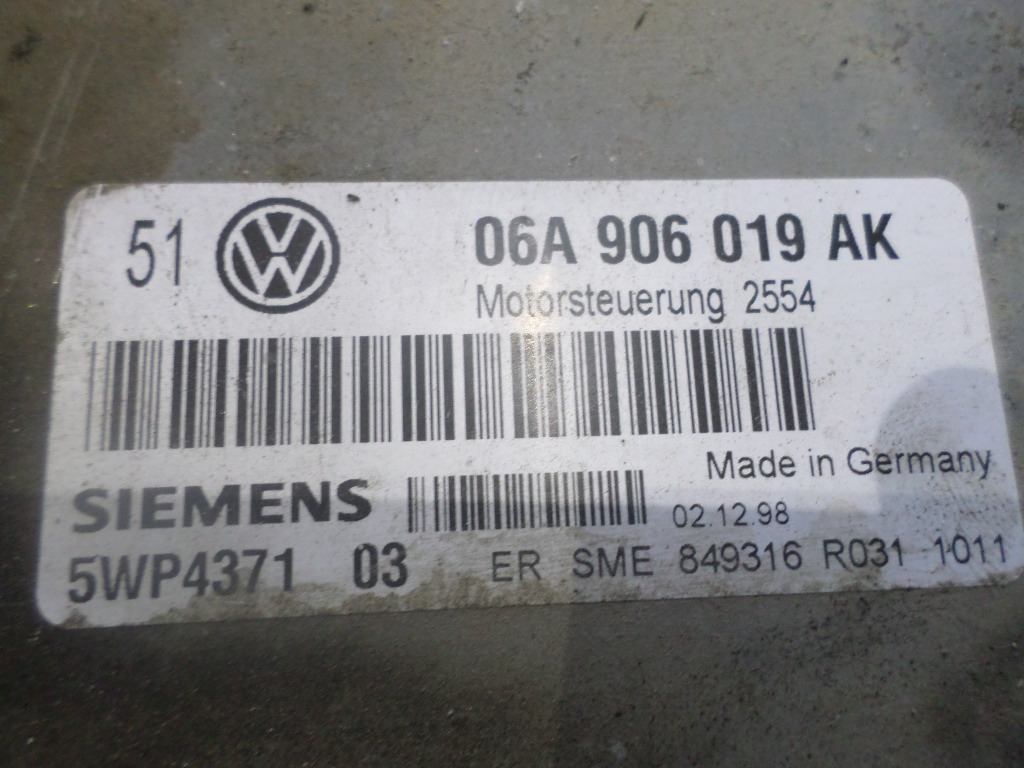 51 VW 06A 906 019 AK
Motorsteuerung 2554
Made in Germany
SIEMENS 02.12.98
5WP4371 03 ER SME 849316 R031 1011